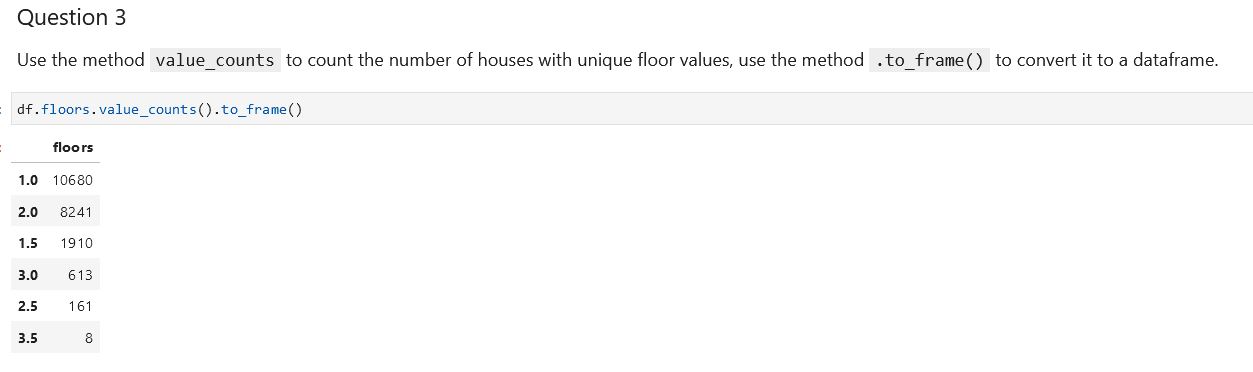 Question 3
Use the method value_counts to count the number of houses with unique floor values, use the method .to_frame() to convert it to a dataframe.
df.floors.value_counts().to_frame()
floors
1.0 10680
2.0 8241
1.5 1910
3.0 613
2.5 161
3.5 8